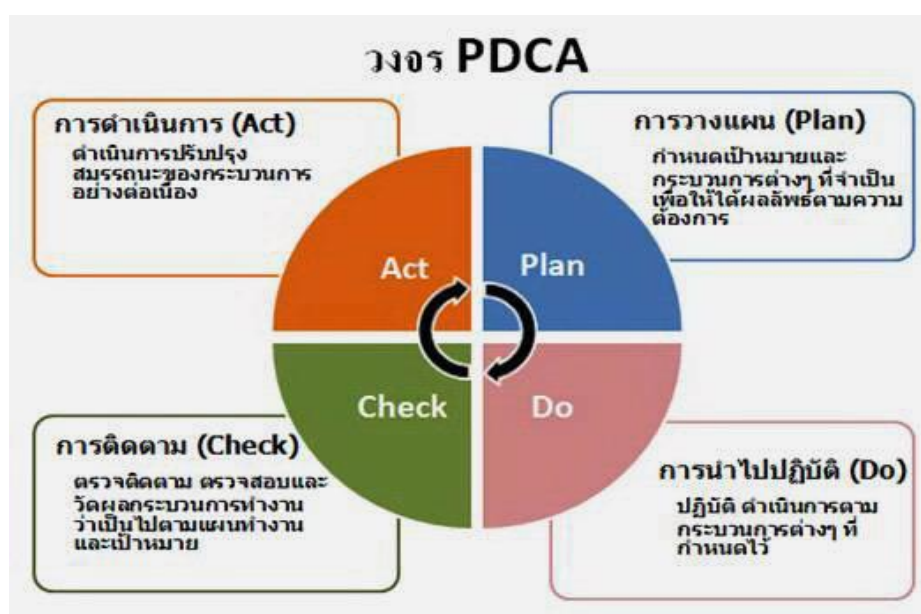 วงจร PDCA
การดำเนินการ (Act)
ดำเนินการปรับปรุง
สมรรถนะของกระบวนการ
อย่างต่อเนื่อง
การวางแผน (Plan)
กำหนดเป้าหมายและ
กระบวนการต่างๆ ที่จำเป็น
เพื่อให้ได้ผลลัพธ์ตามความ
ต้องการ
Act
Plan
Check
Do
การติดตาม (Check)
ตรวจติดตาม ตรวจสอบและ
วัดผลกระบวนการทำงาน
ว่าเป็นไปตามแผนทำงาน
และเป้าหมาย
การนำไปปฏิบัติ (Do)
ปฏิบัติ ดำเนินการตาม
กระบวนการต่างๆ ที่
กำหนดไว้